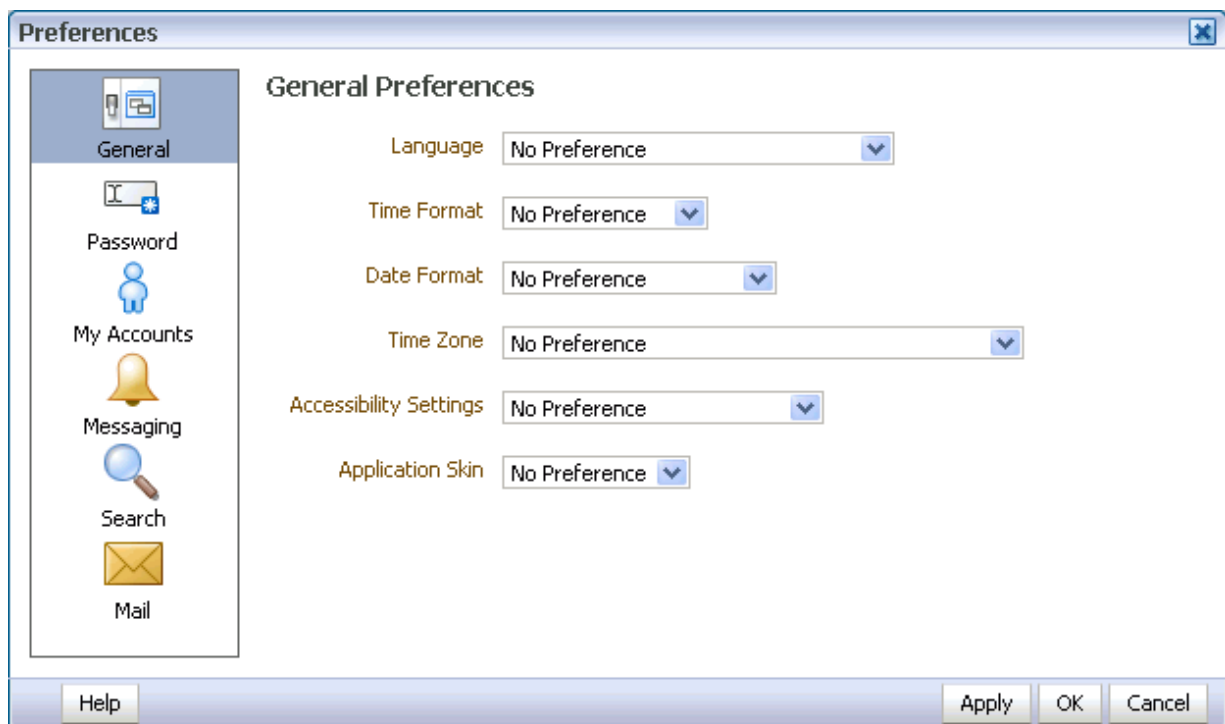 Preferences
General
Password
My Accounts
Messaging
Search
Mail
General Preferences
Language No Preference
Time Format No Preference
Date Format No Preference
Time Zone No Preference
Accessibility Settings No Preference
Application Skin No Preference
Help Apply OK Cancel